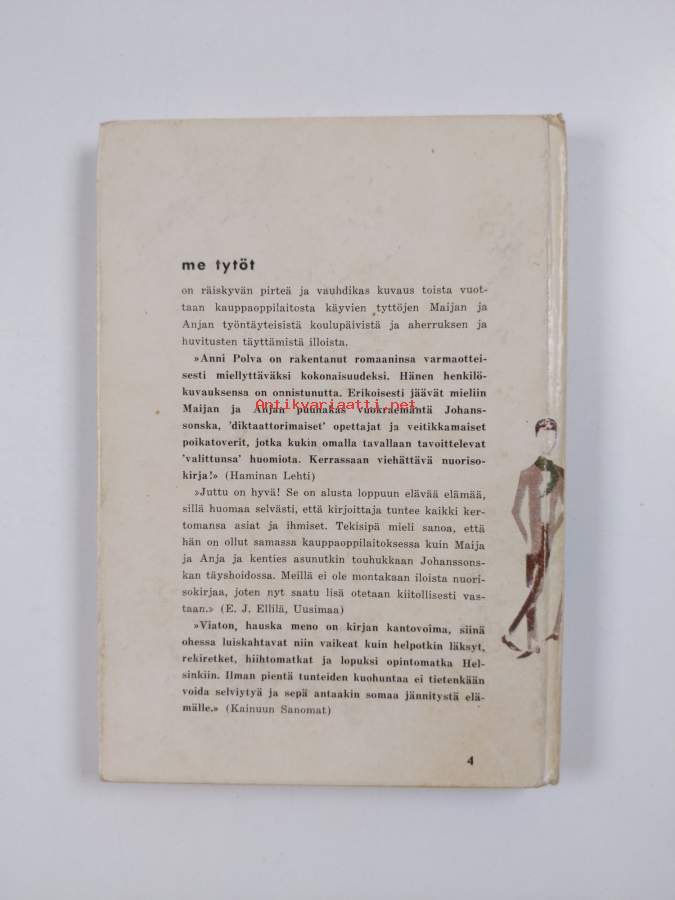 me tytöt
on räiskyvän pirteä ja vauhdikas kuvaus toista vuot-
taan kauppaoppilaitosta käyvien tyttöjen Maijan ja
Anjan työntäyteisistä koulupäivistä ja aherruksen ja
huvitusten täyttämistä illoista.
»Anni Polva on rakentanut romaaninsa varmaottei-
sesti miellyttäväksi kokonaisuudeksi. Hänen henkilö-
kuvauksensa on onnistunutta. Erikoisesti jäävät mieliin
Antikvariaatti.net
Maijan ja Anjan puuhakas vuokraemäntä Johans-
sonska, 'diktaattorimaiset' opettajat ja veitikkamaiset
poikatoverit, jotka kukin omalla tavallaan tavoittelevat
'valittunsa' huomiota. Kerrassaan viehättävä nuoriso-
kirja!» (Haminan Lehti)
»Juttu on hyvä! Se on alusta loppuun elävää elämää,
sillä huomaa selvästi, että kirjoittaja tuntee kaikki ker-
tomansa asiat ja ihmiset. Tekisipä mieli sanoa, että
hän on ollut samassa kauppaoppilaitoksessa kuin Maija
ja Anja ja kenties asunutkin touhukkaan Johanssons-
kan täyshoidossa. Meillä ei ole montakaan iloista nuori-
sokirjaa, joten nyt saatu lisä otetaan kiitollisesti vas-
taan.» (E. J. Ellilä, Uusimaa)
»Viaton, hauska meno on kirjan kantovoima, siinä
ohessa luiskahtavat niin vaikeat kuin helpotkin läksyt,
rekiretket, hiihtomatkat ja lopuksi opintomatka Hel-
sinkiin. Ilman pientä tunteiden kuohuntaa ei tietenkään
voida selviytyä ja sepä antaakin somaa jännitystä elä-
mälle.» (Kainuun Sanomat)
4